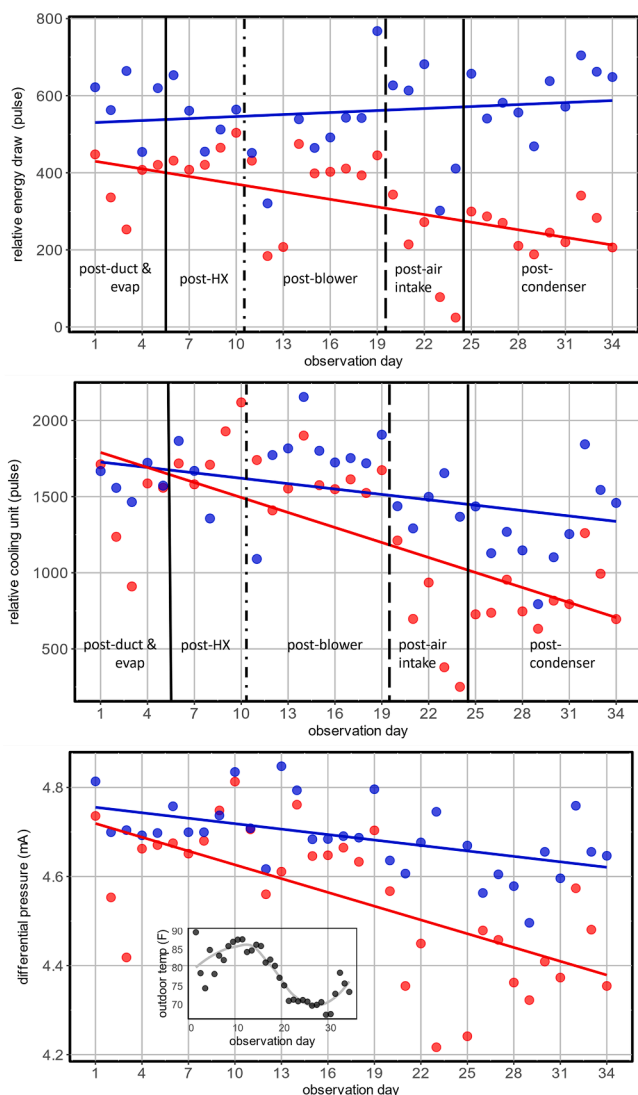 relative energy draw (pulse)
800
600
400
200
0
post-duct &
evap
post-HX
post-blower
post-air
intake
post-
condenser
1 4 7 10 13 16 19 22 25 28 31 34
observation day
relative cooling unit (pulse)
2000
1500
1000
500
post-duct &
evap
post-HX
post-blower
post-air
intake
post-
condenser
1 4 7 10 13 16 19 22 25 28 31 34
observation day
differential pressure (mA)
4.8
4.6
4.4
4.2
outdoor temp (F)
90
85
80
75
70
0 10 20 30
observation day
1 4 7 10 13 16 19 22 25 28 31 34
observation day